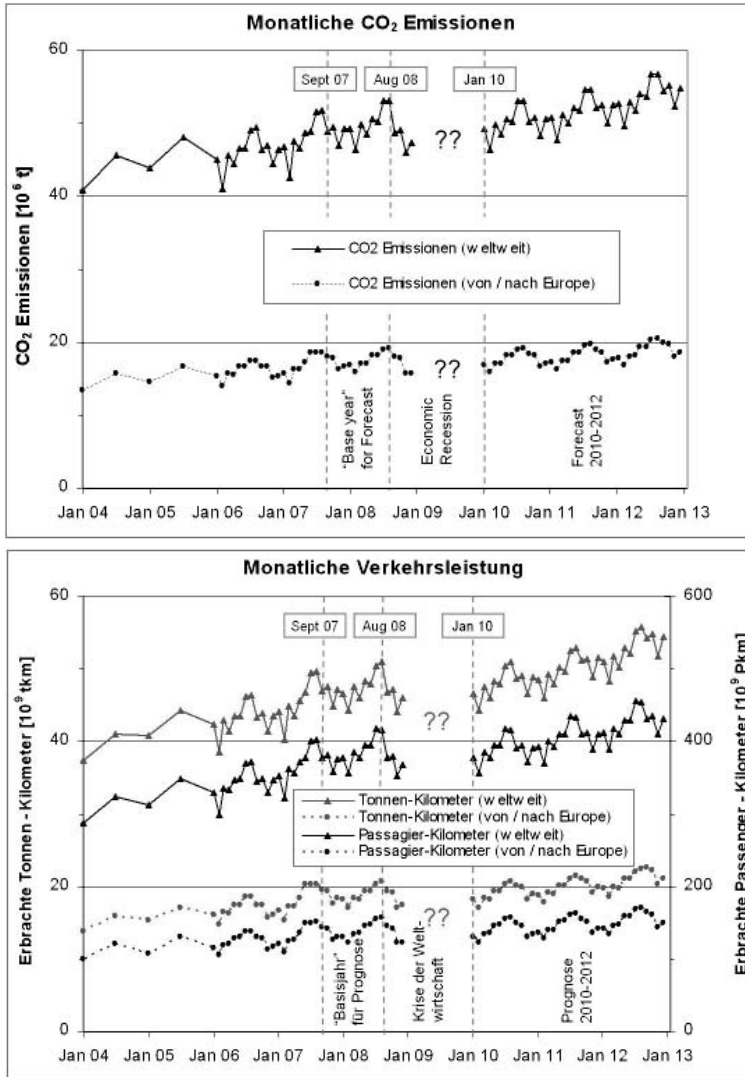 Monatliche CO₂ Emissionen
CO₂ Emissionen [10⁶ t]
60
40
20
0
Sept 07
Aug 08
Jan 10
??
CO2 Emissionen (weltweit)
CO2 Emissionen (von / nach Europe)
??
"Base year"
for Forecast
Economic
Recession
Forecast
2010-2012
Jan 04 Jan 05 Jan 06 Jan 07 Jan 08 Jan 09 Jan 10 Jan 11 Jan 12 Jan 13
Monatliche Verkehrsleistung
Erbrachte Tonnen - Kilometer [10⁹ tkm]
60
40
20
0
Sept 07
Aug 08
Jan 10
??
Tonnen-Kilometer (weltweit)
Tonnen-Kilometer (von / nach Europe)
Passagier-Kilometer (weltweit)
Passagier-Kilometer (von / nach Europe)
??
"Basisjahr"
für Prognose
Krise der Welt-
wirtschaft
Prognose
2010-2012
600
400
200
0
Erbrachte Passenger - Kilometer [10⁹ Pkm]
Jan 04 Jan 05 Jan 06 Jan 07 Jan 08 Jan 09 Jan 10 Jan 11 Jan 12 Jan 13